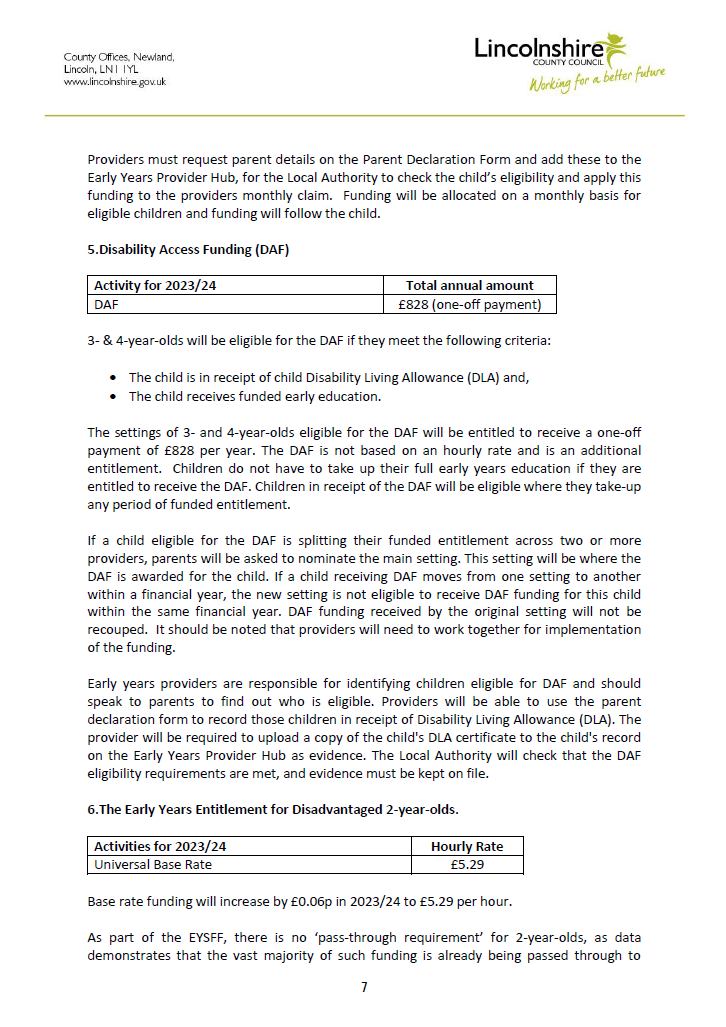 County Offices, Newland,
Lincoln, LN1 1YL
www.lincolnshire.gov.uk
Lincolnshire
COUNTY COUNCIL
Working for a better future
Providers must request parent details on the Parent Declaration Form and add these to the
Early Years Provider Hub, for the Local Authority to check the child's eligibility and apply this
funding to the providers monthly claim. Funding will be allocated on a monthly basis for
eligible children and funding will follow the child.
5.Disability Access Funding (DAF)
Activity for 2023/24 Total annual amount
DAF £828 (one-off payment)
3- & 4-year-olds will be eligible for the DAF if they meet the following criteria:
• The child is in receipt of child Disability Living Allowance (DLA) and,
• The child receives funded early education.
The settings of 3- and 4-year-olds eligible for the DAF will be entitled to receive a one-off
payment of £828 per year. The DAF is not based on an hourly rate and is an additional
entitlement. Children do not have to take up their full early years education if they are
entitled to receive the DAF. Children in receipt of the DAF will be eligible where they take-up
any period of funded entitlement.
If a child eligible for the DAF is splitting their funded entitlement across two or more
providers, parents will be asked to nominate the main setting. This setting will be where the
DAF is awarded for the child. If a child receiving DAF moves from one setting to another
within a financial year, the new setting is not eligible to receive DAF funding for this child
within the same financial year. DAF funding received by the original setting will not be
recouped. It should be noted that providers will need to work together for implementation
of the funding.
Early years providers are responsible for identifying children eligible for DAF and should
speak to parents to find out who is eligible. Providers will be able to use the parent
declaration form to record those children in receipt of Disability Living Allowance (DLA). The
provider will be required to upload a copy of the child's DLA certificate to the child's record
on the Early Years Provider Hub as evidence. The Local Authority will check that the DAF
eligibility requirements are met, and evidence must be kept on file.
6.The Early Years Entitlement for Disadvantaged 2-year-olds.
Activities for 2023/24 Hourly Rate
Universal Base Rate £5.29
Base rate funding will increase by £0.06p in 2023/24 to £5.29 per hour.
As part of the EYSFF, there is no 'pass-through requirement' for 2-year-olds, as data
demonstrates that the vast majority of such funding is already being passed through to
7